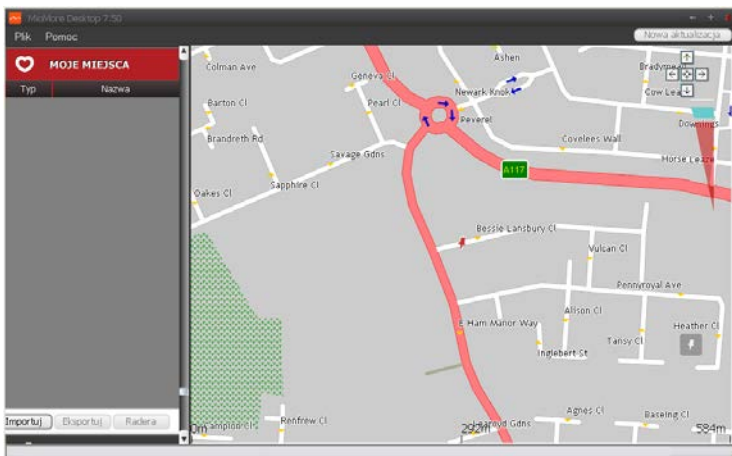 MioMore Desktop 7.50
Plik Pomoc
Nowa aktualizacja
MOJE MIEJSCA
Typ Nazwa
Importuj Eksportuj Radera
Colman Ave
Geneva Cl
Ashen
Barton Cl
Pearl Cl
Newark Knok
Cow Lea
Peverel
Downings
Brandreth Rd
Covelees Wall
Savage Gdns
Horse Leaze
A117
Oakes Cl
Sapphire Cl
Bessie Lansbury Cl
Vulcan Cl
Pennyroyal Ave
Allison Cl
E Ham Manor Way
Heather Cl
Tansy Cl
Inglebert St
Campion Cl
Renfrew Cl
Agnes Cl
Baseing Cl
0m
292m
584m